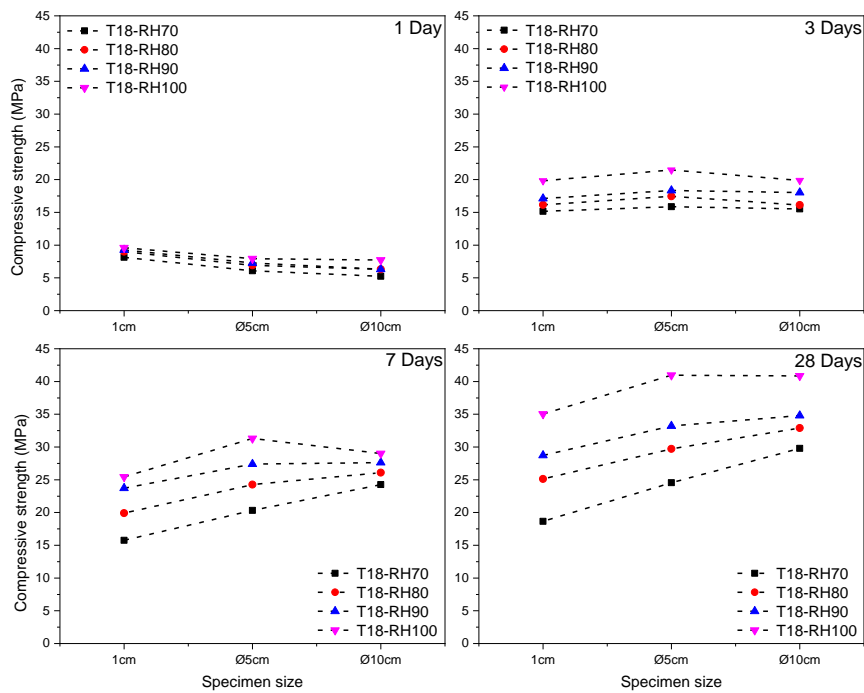 1 Day
T18-RH70
T18-RH80
T18-RH90
T18-RH100
45
40
35
30
25
20
15
10
5
0
Compressive strength (MPa)
1cm
Ø5cm
Ø10cm
3 Days
T18-RH70
T18-RH80
T18-RH90
T18-RH100
45
40
35
30
25
20
15
10
5
0
1cm
Ø5cm
Ø10cm
7 Days
45
40
35
30
25
20
15
10
5
0
Compressive strength (MPa)
T18-RH70
T18-RH80
T18-RH90
T18-RH100
1cm
Ø5cm
Ø10cm
Specimen size
28 Days
45
40
35
30
25
20
15
10
5
0
T18-RH70
T18-RH80
T18-RH90
T18-RH100
1cm
Ø5cm
Ø10cm
Specimen size